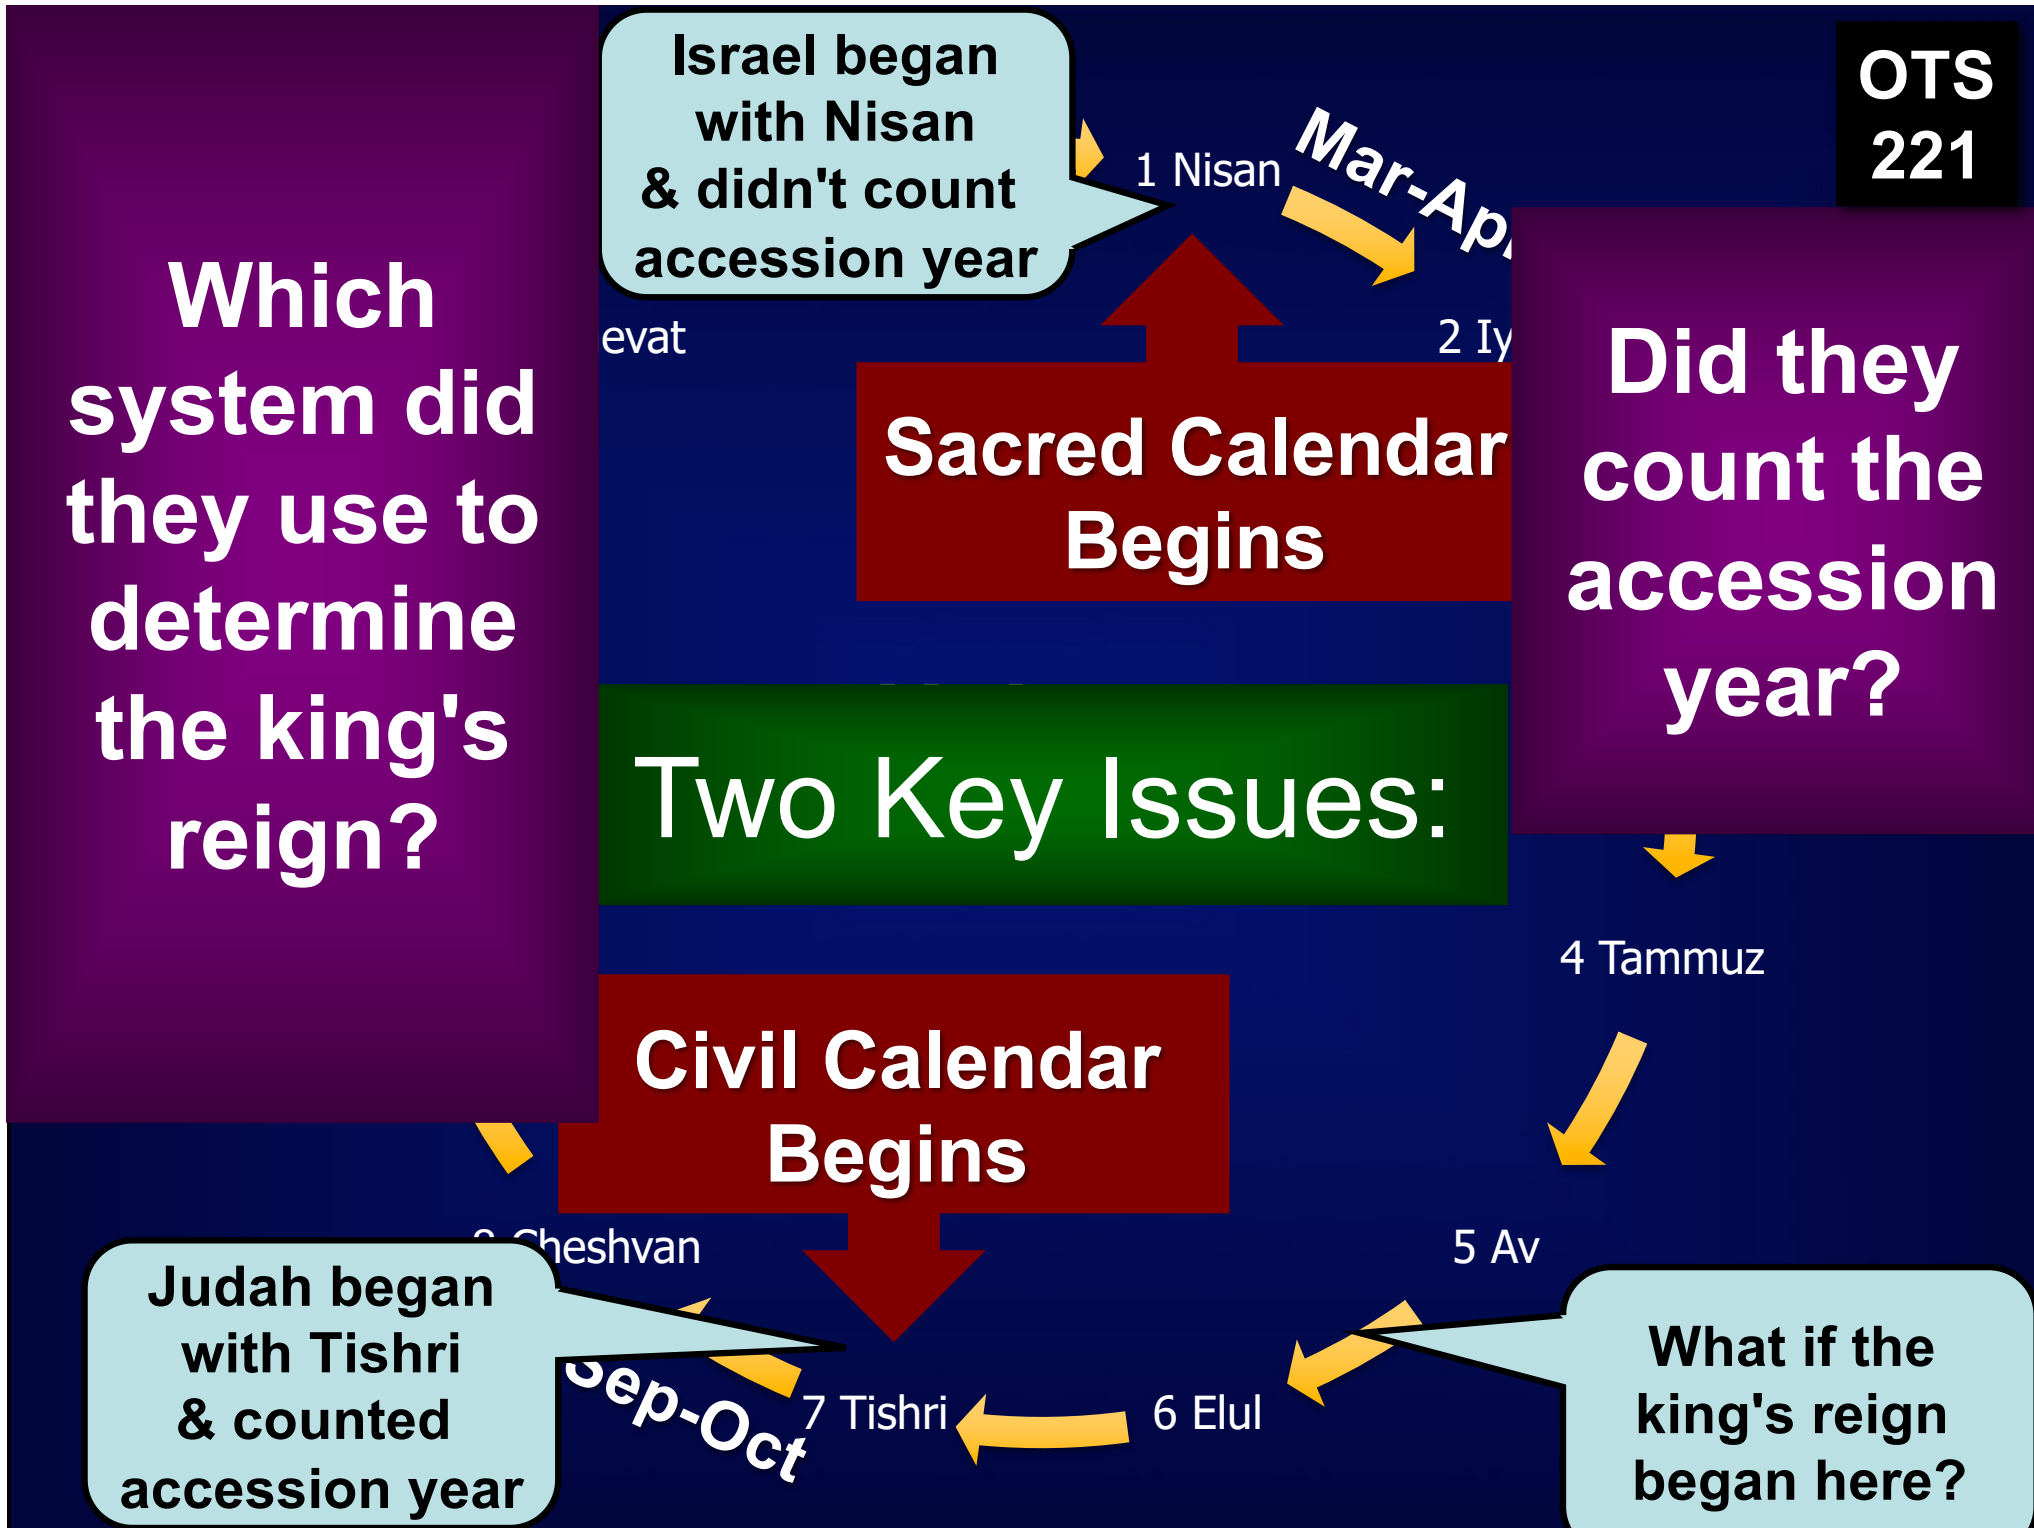 Which
system did
they use to
determine
the king's
reign?
Israel began
with Nisan
& didn't count
accession year
1 Nisan
Mar-Apr
OTS
221
evat
2 Iy
Sacred Calendar
Begins
Did they
count the
accession
year?
Two Key Issues:
4 Tammuz
Civil Calendar
Begins
Cheshvan
5 Av
Judah began
with Tishri
& counted
accession year
Sep-Oct
7 Tishri
6 Elul
What if the
king's reign
began here?